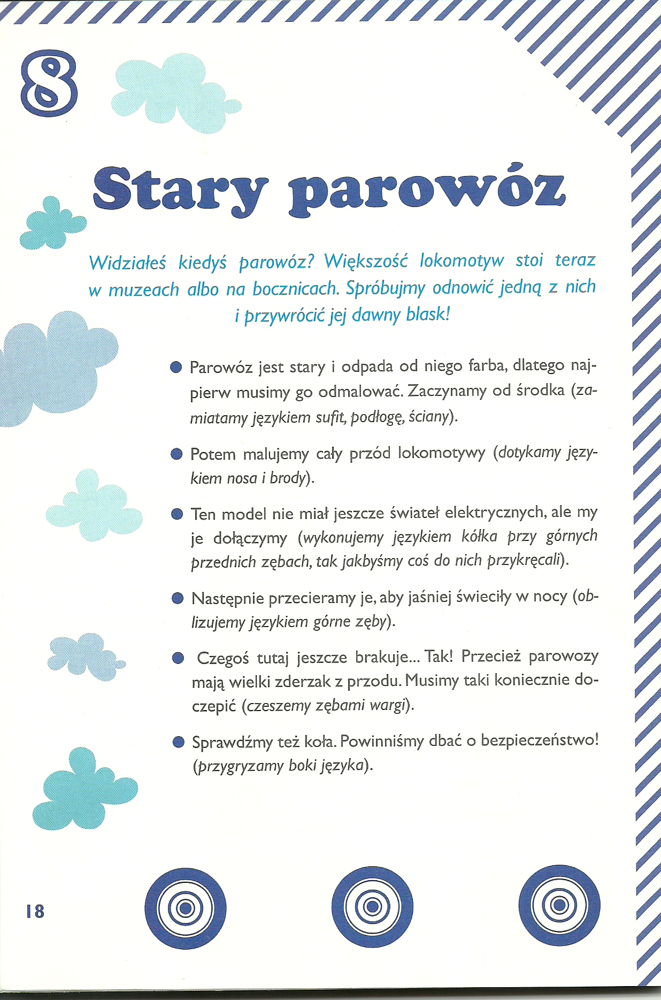 8
Stary parowóz
Widziałeś kiedyś parowóz? Większość lokomotyw stoi teraz
w muzeach albo na bocznicach. Spróbujmy odnowić jedną z nich
i przywrócić jej dawny blask!
● Parowóz jest stary i odpada od niego farba, dlatego naj-
pierw musimy go odmalować. Zaczynamy od środka (za-
miatamy językiem sufit, podłogę, ściany).
● Potem malujemy cały przód lokomotywy (dotykamy języ-
kiem nosa i brody).
● Ten model nie miał jeszcze świateł elektrycznych, ale my
je dołączymy (wykonujemy językiem kółka przy górnych
przednich zębach, tak jakbyśmy coś do nich przykręcali).
● Następnie przecieramy je, aby jaśniej świeciły w nocy (ob-
lizujemy językiem górne zęby).
● Czegoś tutaj jeszcze brakuje... Tak! Przecież parowozy
mają wielki zderzak z przodu. Musimy taki koniecznie do-
czepić (czeszemy zębami wargi).
● Sprawdźmy też koła. Powinniśmy dbać o bezpieczeństwo!
(przygryzamy boki języka).
18